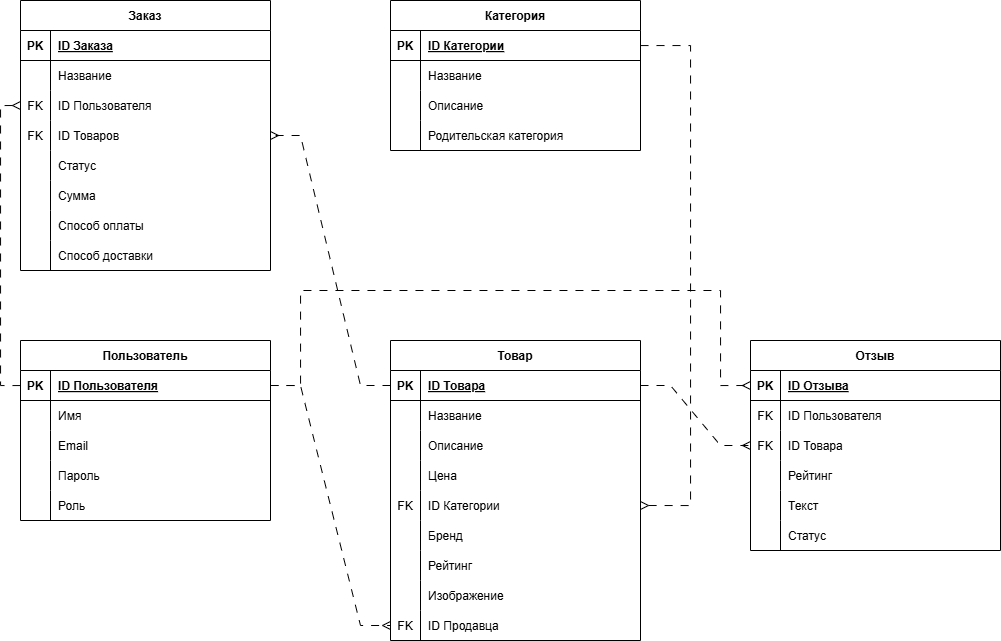 Заказ
PK ID Заказа
Название
FK ID Пользователя
FK ID Товаров
Статус
Сумма
Способ оплаты
Способ доставки
Категория
PK ID Категории
Название
Описание
Родительская категория
Пользователь
PK ID Пользователя
Имя
Email
Пароль
Роль
Товар
PK ID Товара
Название
Описание
Цена
FK ID Категории
Бренд
Рейтинг
Изображение
FK ID Продавца
Отзыв
PK ID Отзыва
FK ID Пользователя
FK ID Товара
Рейтинг
Текст
Статус